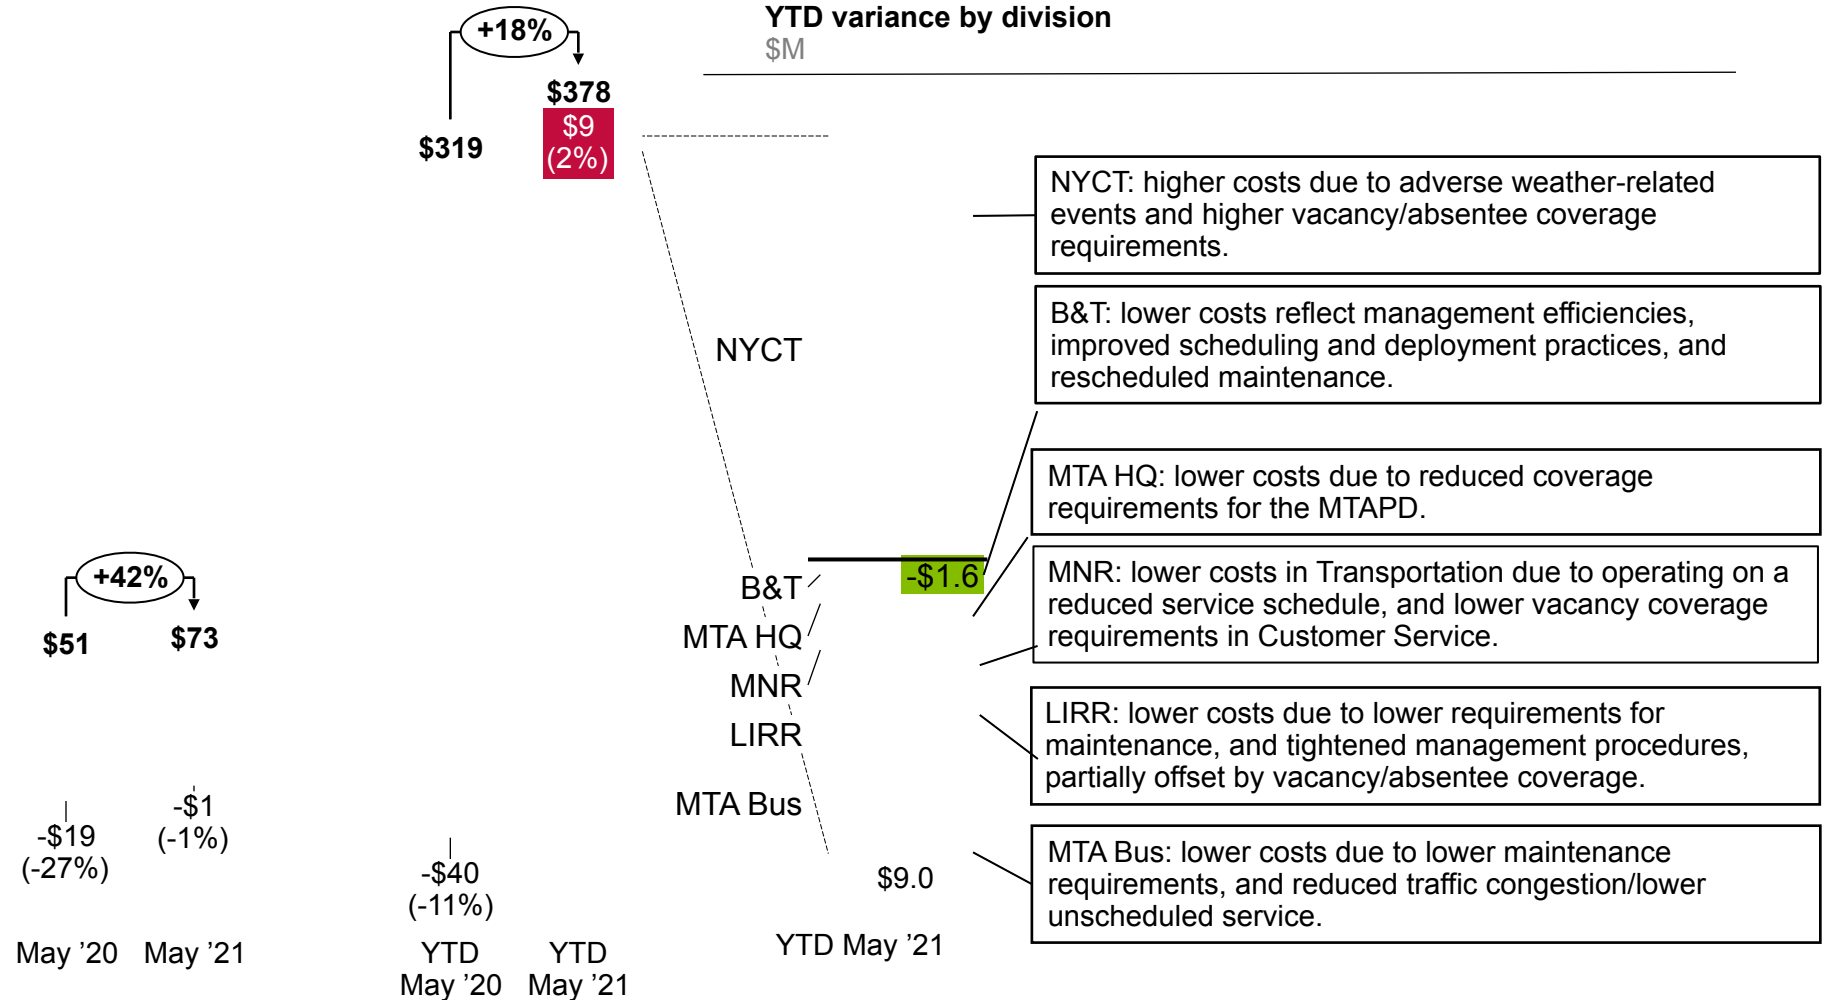 YTD variance by division
$M
+18%
$378
$9
(2%)
$319
NYCT: higher costs due to adverse weather-related
events and higher vacancy/absentee coverage
requirements.
B&T: lower costs reflect management efficiencies,
improved scheduling and deployment practices, and
rescheduled maintenance.
NYCT
MTA HQ: lower costs due to reduced coverage
requirements for the MTAPD.
+42%
$51
$73
B&T
-$1.6
MTA HQ
MNR
LIRR
MTA Bus
MNR: lower costs in Transportation due to operating on a
reduced service schedule, and lower vacancy coverage
requirements in Customer Service.
LIRR: lower costs due to lower requirements for
maintenance, and tightened management procedures,
partially offset by vacancy/absentee coverage.
-$19
(-27%)
-$1
(-1%)
-$40
(-11%)
$9.0
MTA Bus: lower costs due to lower maintenance
requirements, and reduced traffic congestion/lower
unscheduled service.
May ’20
May ’21
YTD
May ’20
YTD
May ’21
YTD May ’21